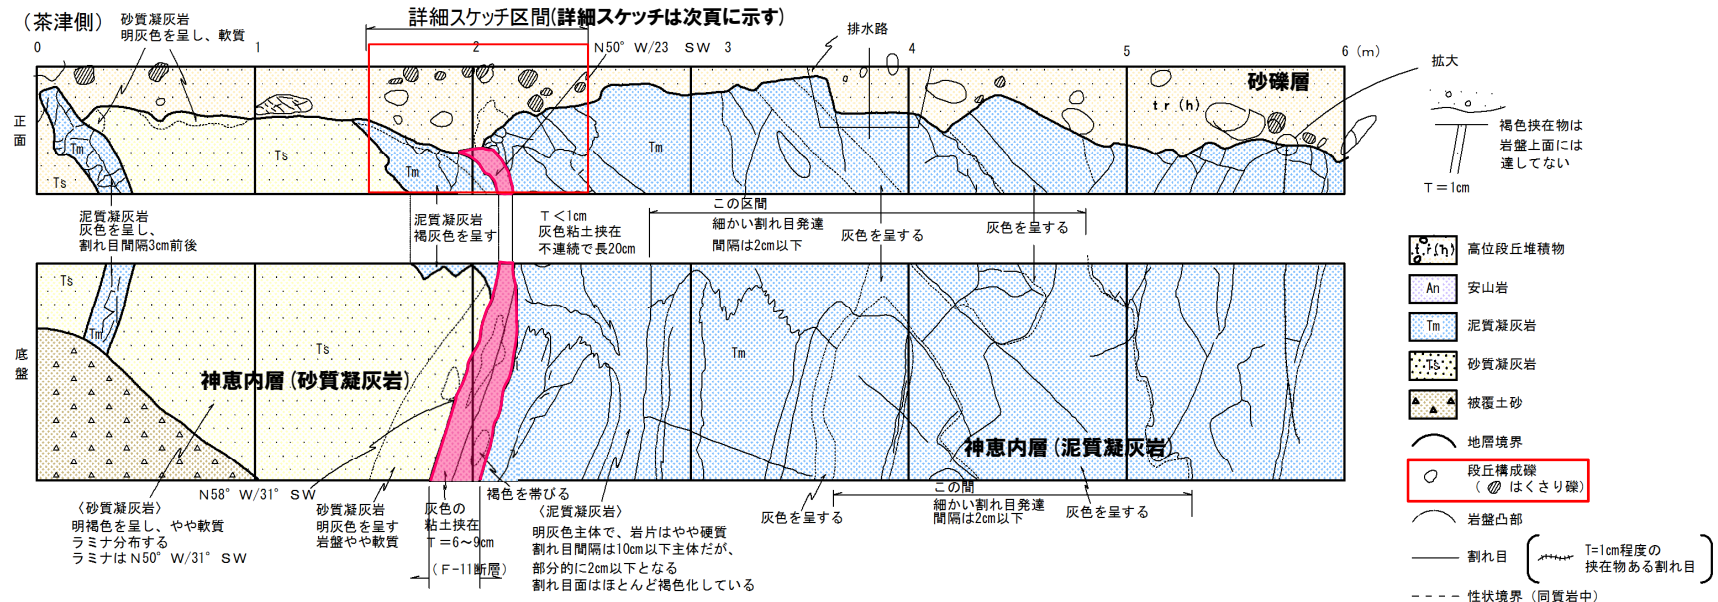 （茶津側）
砂質凝灰岩
明灰色を呈し、軟質
詳細スケッチ区間(詳細スケッチは次頁に示す)
排水路
0
1
2
N50°W/23 SW
3
4
5
6（m）
拡大
正面
Tm
Ts
Ts
Tm
Tm
砂礫層
tr(h)
褐色挟在物は
岩盤上面には
達してない
T＝1cm
泥質凝灰岩
灰色を呈し、
割れ目間隔3cm前後
泥質凝灰岩
褐灰色を呈す
T＜1cm
灰色粘土挟在
不連続で長20cm
この区間
細かい割れ目発達
間隔は2cm以下
灰色を呈する
灰色を呈する
底盤
Ts
Tm
Ts
Tm
神恵内層(砂質凝灰岩)
神恵内層(泥質凝灰岩)
N58°W/31°SW
〈砂質凝灰岩〉
明褐色を呈し、やや軟質
ラミナ分布する
ラミナはN50°W/31°SW
砂質凝灰岩
明灰色を呈す
岩盤やや軟質
灰色の
粘土挟在
T＝6～9cm
（F-11断層）
褐色を帯びる
〈泥質凝灰岩〉
明灰色主体で、岩片はやや硬質
割れ目間隔は10cm以下主体だが、
部分的に2cm以下となる
割れ目面はほとんど褐色化している
灰色を呈する
この間
細かい割れ目発達
間隔は2cm以下
灰色を呈する
t.r(h)
高位段丘堆積物
An
安山岩
Tm
泥質凝灰岩
Ts
砂質凝灰岩
被覆土砂
地層境界
段丘構成礫
（ はくさり礫）
岩盤凸部
割れ目
T=1cm程度の
挟在物ある割れ目
性状境界（同質岩中）